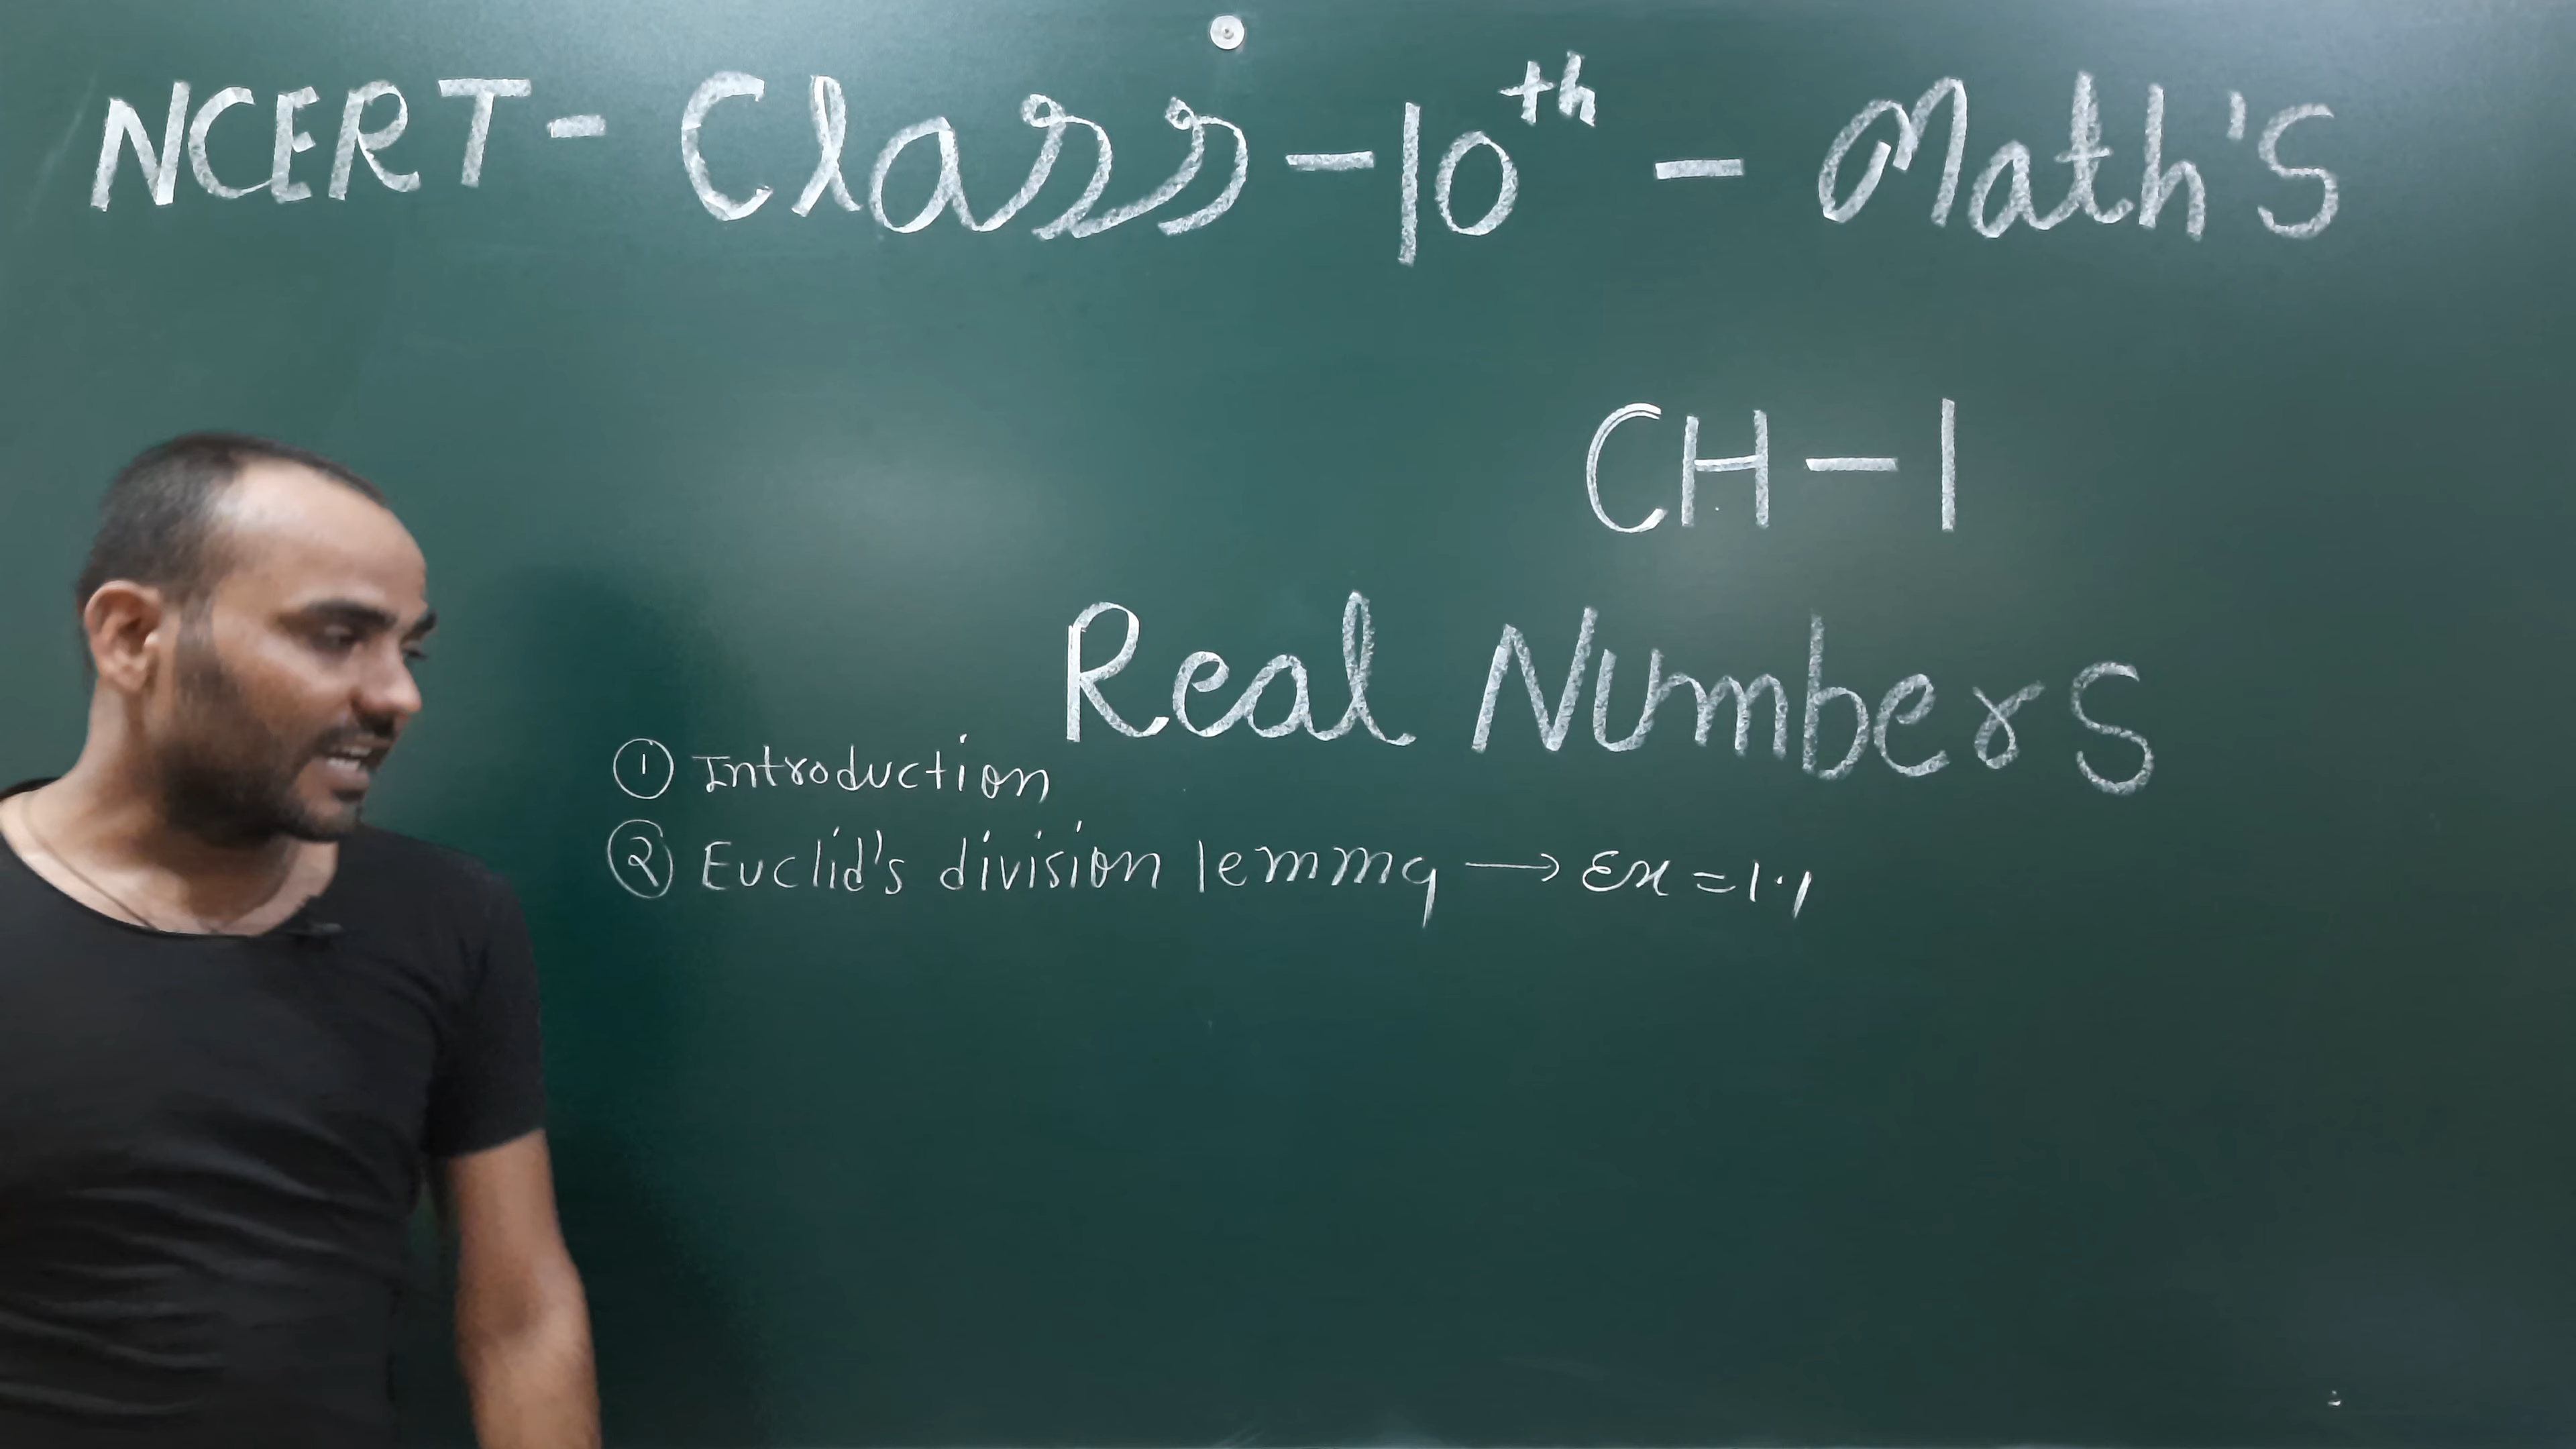 NCERT - Class - 10th - Math's
CH - 1
Real Numbers
① Introduction
② Euclid's division lemma → Ex = 1.1